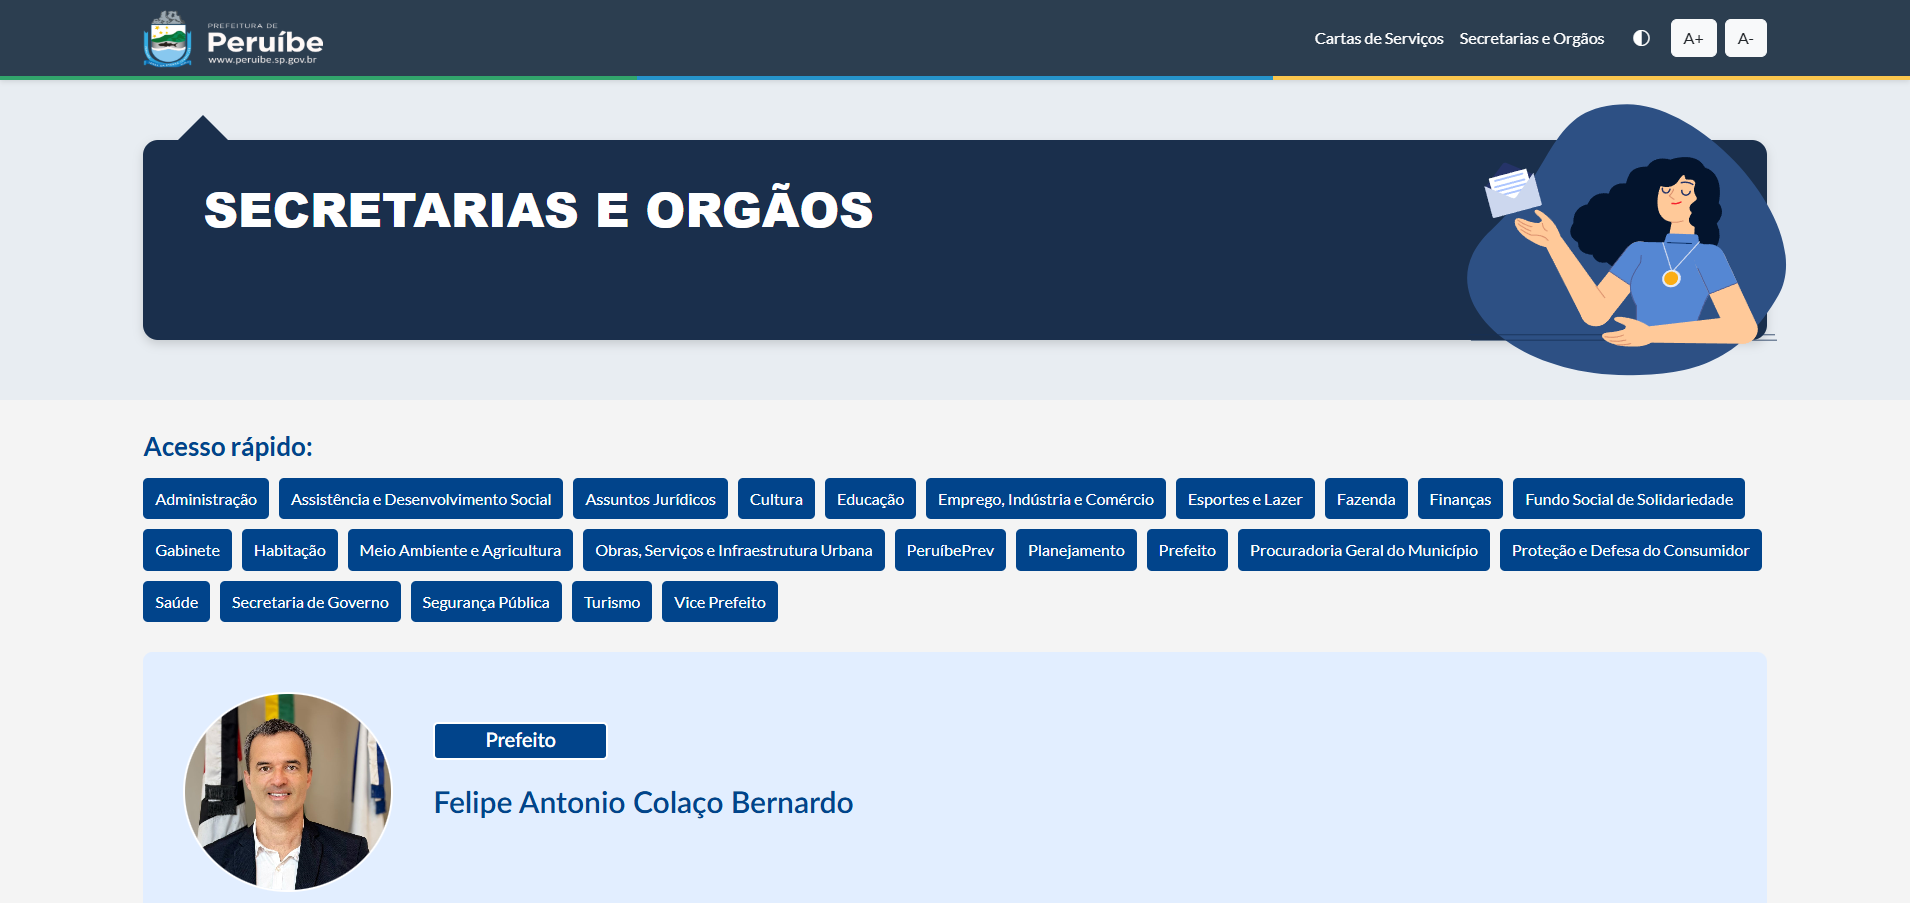 PREFEITURA DE
Peruíbe
www.peruibe.sp.gov.br
Cartas de Serviços Secretarias e Orgãos A+ A-
SECRETARIAS E ORGÃOS
Acesso rápido:
Administração Assistência e Desenvolvimento Social Assuntos Jurídicos Cultura Educação Emprego, Indústria e Comércio Esportes e Lazer Fazenda Finanças Fundo Social de Solidariedade
Gabinete Habitação Meio Ambiente e Agricultura Obras, Serviços e Infraestrutura Urbana PeruíbePrev Planejamento Prefeito Procuradoria Geral do Município Proteção e Defesa do Consumidor
Saúde Secretaria de Governo Segurança Pública Turismo Vice Prefeito
Prefeito
Felipe Antonio Colaço Bernardo